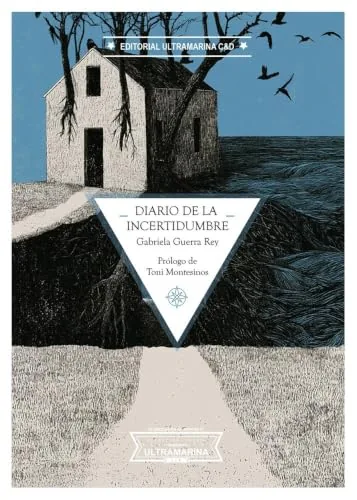 EDITORIAL ULTRAMARINA C&D
DIARIO DE LA
INCERTIDUMBRE
Gabriela Guerra Rey
Prólogo de
Toni Montesinos
ULTRAMARINA